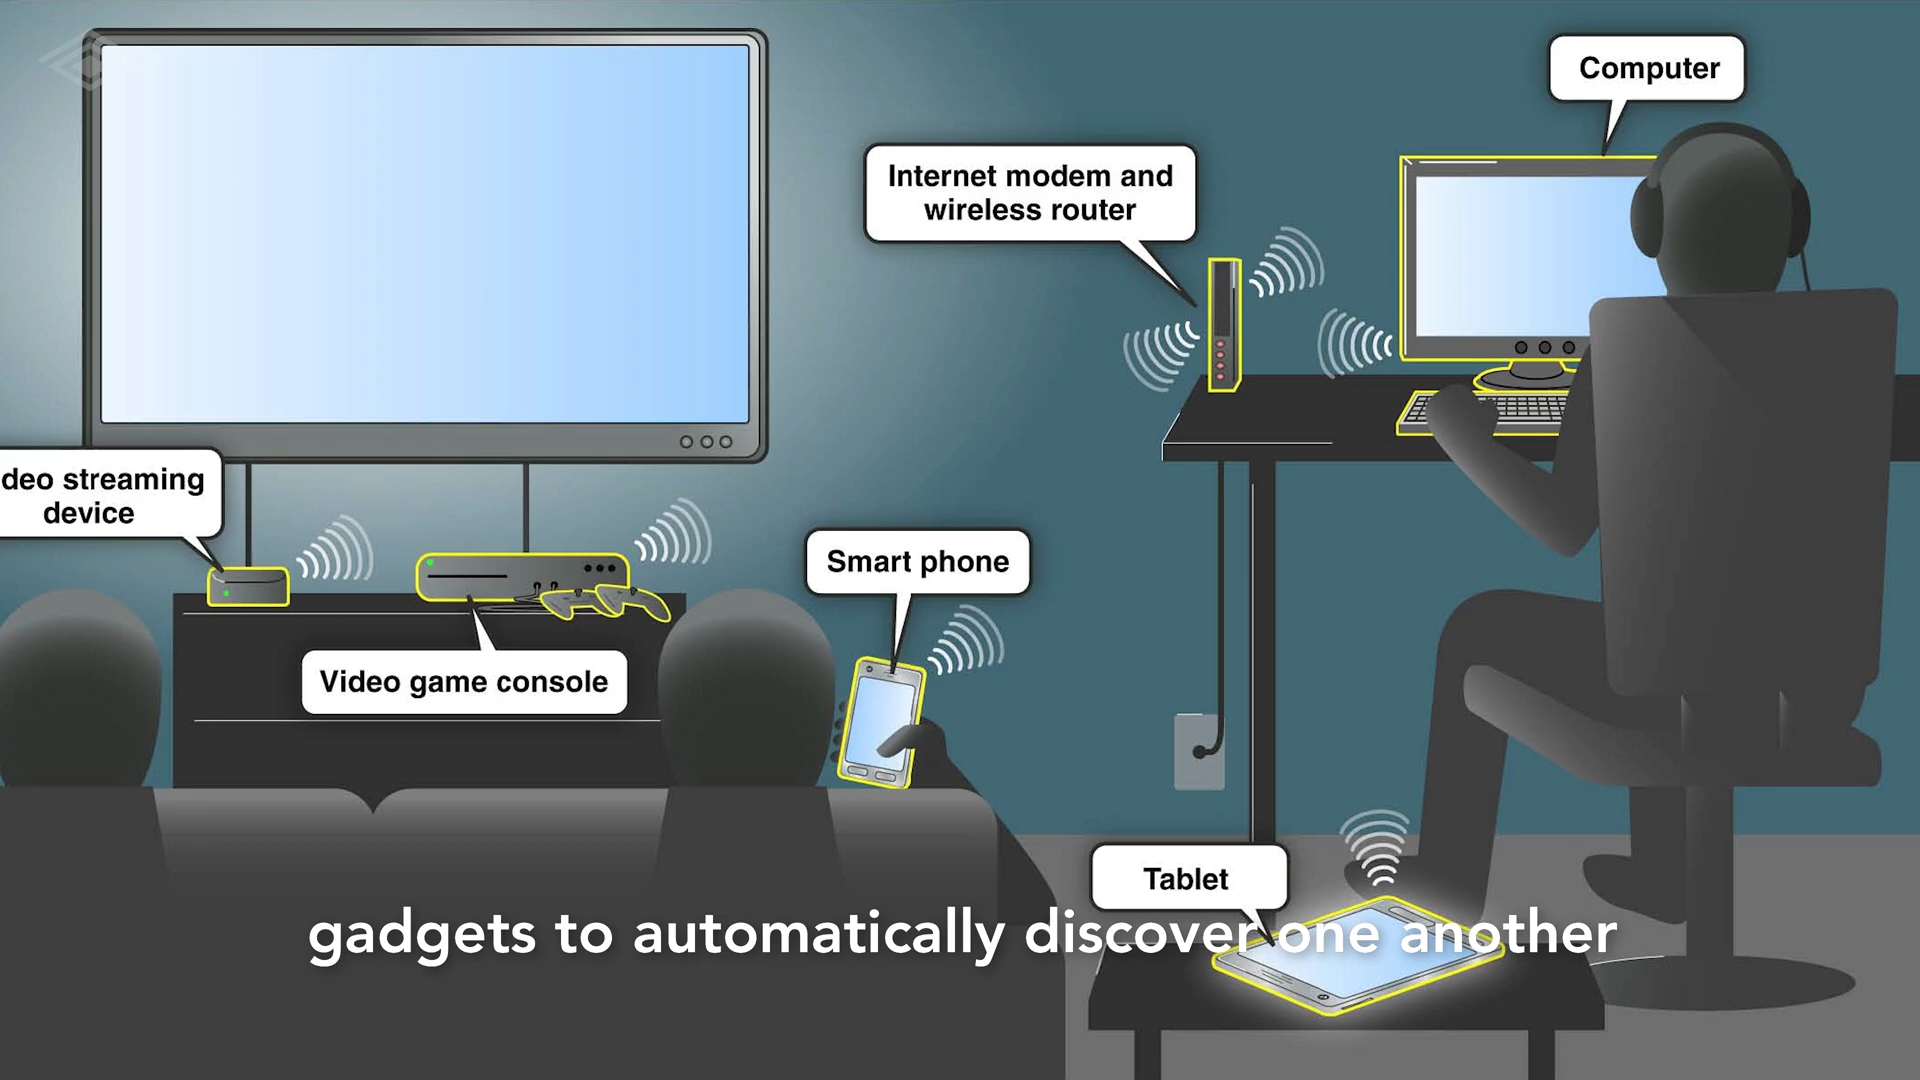 Computer
Internet modem and
wireless router
deo streaming
device
Smart phone
Video game console
Tablet
gadgets to automatically discover one another